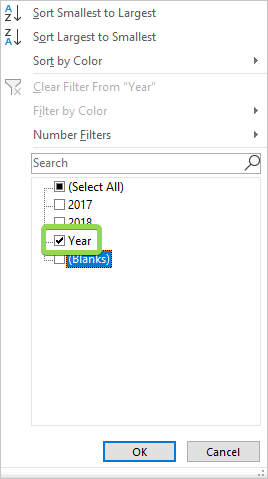 Sort Smallest to Largest
Sort Largest to Smallest
Sort by Color
Clear Filter From "Year"
Filter by Color
Number Filters
Search
(Select All)
2017
2018
Year
(Blanks)
OK
Cancel